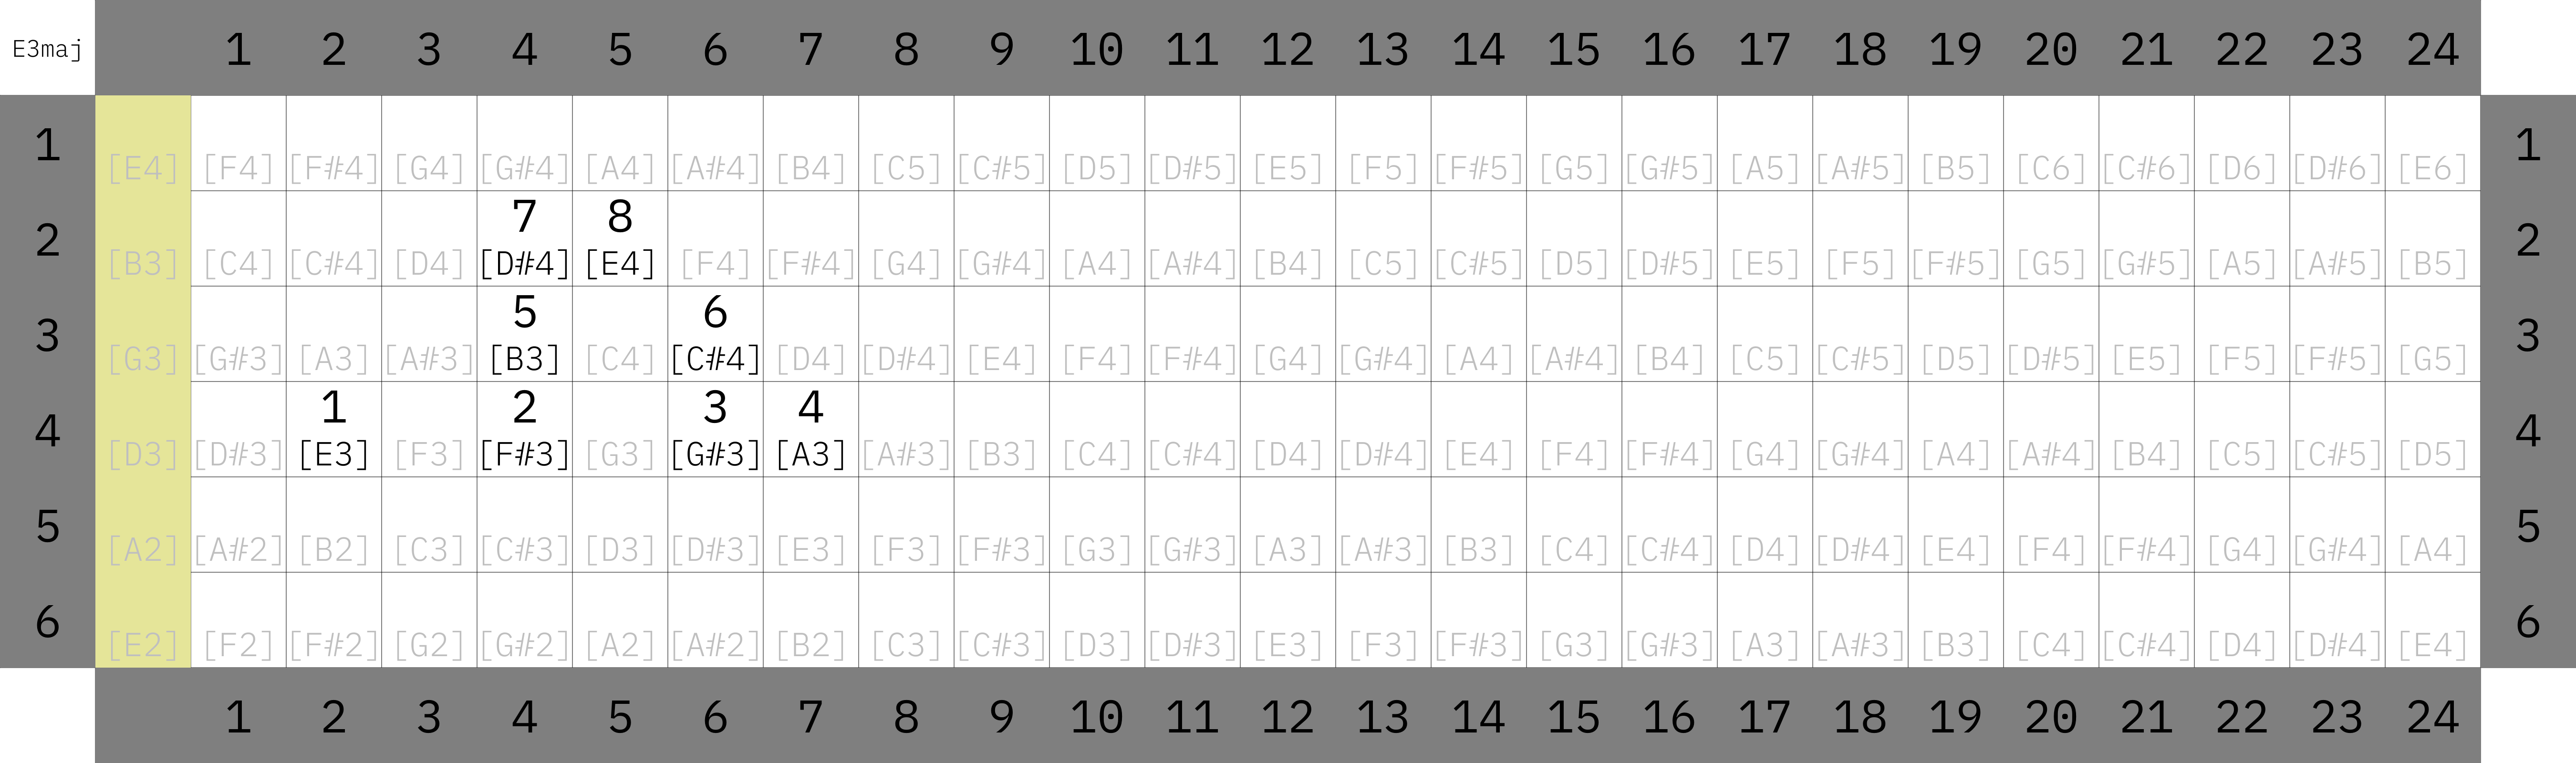 E3maj 1 2 3 4 5 6 7 8 9 10 11 12 13 14 15 16 17 18 19 20 21 22 23 24
1 [E4] [F4] [F#4] [G4] [G#4] [A4] [A#4] [B4] [C5] [C#5] [D5] [D#5] [E5] [F5] [F#5] [G5] [G#5] [A5] [A#5] [B5] [C6] [C#6] [D6] [D#6] [E6] 1
7 8
2 [B3] [C4] [C#4] [D4] [D#4] [E4] [F4] [F#4] [G4] [G#4] [A4] [A#4] [B4] [C5] [C#5] [D5] [D#5] [E5] [F5] [F#5] [G5] [G#5] [A5] [A#5] [B5] 2
5 6
3 [G3] [G#3] [A3] [A#3] [B3] [C4] [C#4] [D4] [D#4] [E4] [F4] [F#4] [G4] [G#4] [A4] [A#4] [B4] [C5] [C#5] [D5] [D#5] [E5] [F5] [F#5] [G5] 3
1 2 3 4
4 [D3] [D#3] [E3] [F3] [F#3] [G3] [G#3] [A3] [A#3] [B3] [C4] [C#4] [D4] [D#4] [E4] [F4] [F#4] [G4] [G#4] [A4] [A#4] [B4] [C5] [C#5] [D5] 4
5 [A2] [A#2] [B2] [C3] [C#3] [D3] [D#3] [E3] [F3] [F#3] [G3] [G#3] [A3] [A#3] [B3] [C4] [C#4] [D4] [D#4] [E4] [F4] [F#4] [G4] [G#4] [A4] 5
6 [E2] [F2] [F#2] [G2] [G#2] [A2] [A#2] [B2] [C3] [C#3] [D3] [D#3] [E3] [F3] [F#3] [G3] [G#3] [A3] [A#3] [B3] [C4] [C#4] [D4] [D#4] [E4] 6
1 2 3 4 5 6 7 8 9 10 11 12 13 14 15 16 17 18 19 20 21 22 23 24